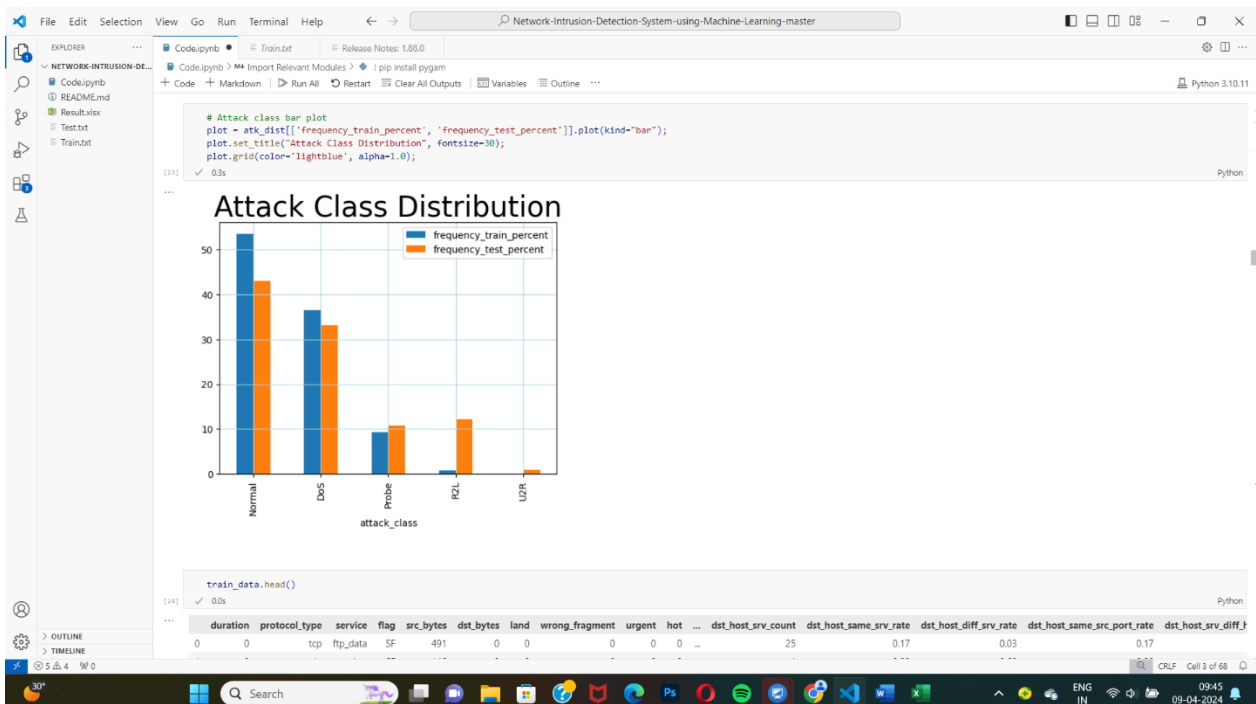 File Edit Selection View Go Run Terminal Help
Network-Intrusion-Detection-System-using-Machine-Learning-master
EXPLORER
NETWORK-INTRUSION-DE...
Code.ipynb
README.md
Result.xlsx
Test.txt
Train.txt
OUTLINE
TIMELINE
Code.ipynb Train.txt Release Notes: 1.88.0
Code.ipynb > M+ Import Relevant Modules > ! pip install pygam
+ Code + Markdown Run All Restart Clear All Outputs Variables Outline ...
Python 3.10.11
# Attack class bar plot
plot = atk_dist[['frequency_train_percent', 'frequency_test_percent']].plot(kind="bar");
plot.set_title("Attack Class Distribution", fontsize=30);
plot.grid(color='lightblue', alpha=1.0);
[23] 0.3s Python
Attack Class Distribution
frequency_train_percent
frequency_test_percent
50
40
30
20
10
0
Normal DoS Probe R2L U2R
attack_class
train_data.head()
[24] 0.0s Python
duration protocol_type service flag src_bytes dst_bytes land wrong_fragment urgent hot ... dst_host_srv_count dst_host_same_srv_rate dst_host_diff_srv_rate dst_host_same_src_port_rate dst_host_srv_diff_h
0 0 tcp ftp_data SF 491 0 0 0 0 0 ... 25 0.17 0.03 0.17
5 4 0 CRLF Cell 3 of 68
30°
Search
ENG
IN
09:45
09-04-2024